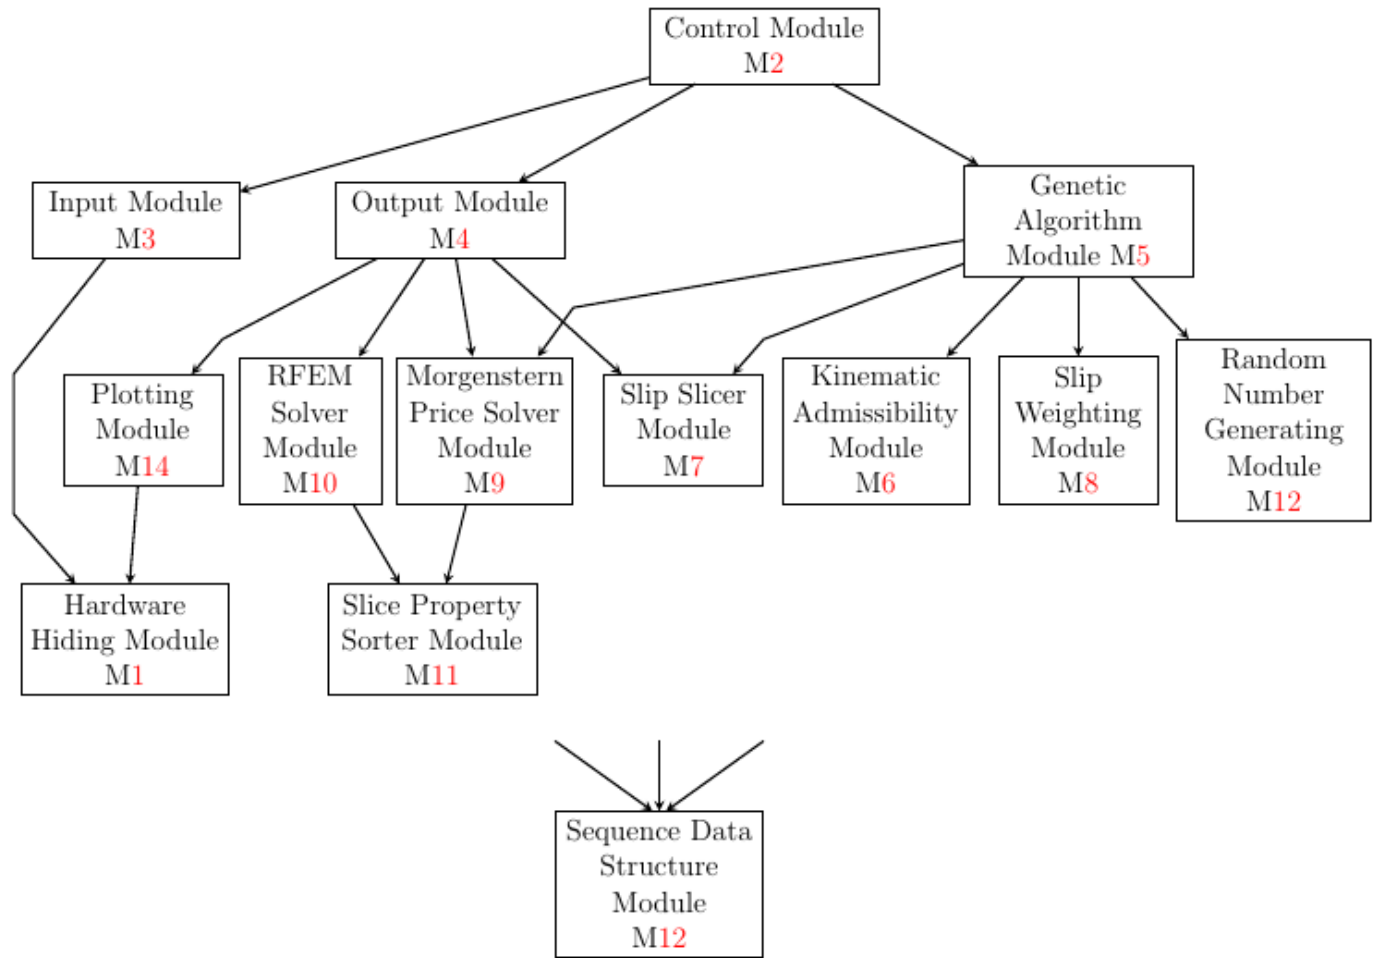 Control Module
M2
Input Module
M3
Output Module
M4
Genetic
Algorithm
Module M5
Plotting
Module
M14
RFEM
Solver
Module
M10
Morgenstern
Price Solver
Module
M9
Slip Slicer
Module
M7
Kinematic
Admissibility
Module
M6
Slip
Weighting
Module
M8
Random
Number
Generating
Module
M12
Hardware
Hiding Module
M1
Slice Property
Sorter Module
M11
Sequence Data
Structure
Module
M12